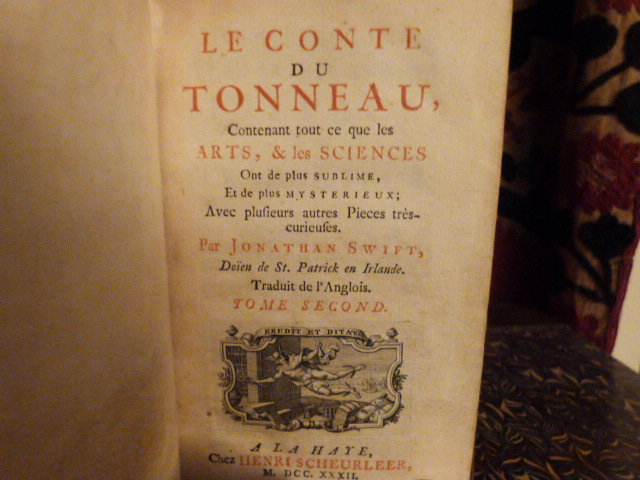 LE CONTE
DU
TONNEAU,
Contenant tout ce que les
ARTS, & les SCIENCES
Ont de plus SUBLIME,
Et de plus MYSTERIEUX;
Avec pluſieurs autres Pieces très-
curieuſes.
Par JONATHAN SWIFT,
Doïen de St. Patrick en Irlande.
Traduit de l'Anglois.
TOME SECOND.
ERUDIT ET DITAT
A LA HAYE,
Chez HENRI SCHEURLEER,
M. DCC. XXXII.